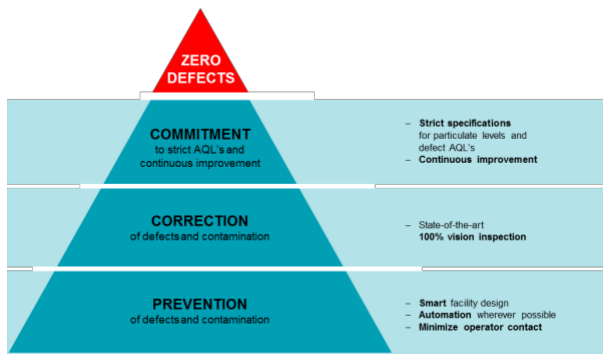 ZERO
DEFECTS
COMMITMENT
to strict AQL's and
continuous improvement
– Strict specifications
for particulate levels and
defect AQL's
– Continuous improvement
CORRECTION
of defects and contamination
– State-of-the-art
100% vision inspection
PREVENTION
of defects and contamination
– Smart facility design
– Automation wherever possible
– Minimize operator contact